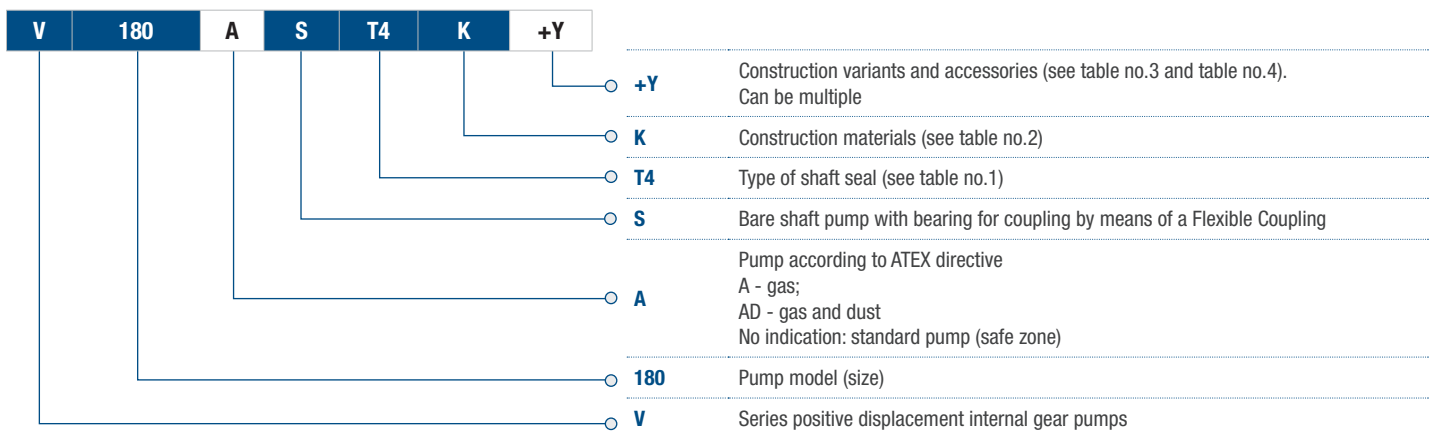 V 180 A S T4 K +Y
+Y Construction variants and accessories (see table no.3 and table no.4).
Can be multiple
K Construction materials (see table no.2)
T4 Type of shaft seal (see table no.1)
S Bare shaft pump with bearing for coupling by means of a Flexible Coupling
Pump according to ATEX directive
A A - gas;
AD - gas and dust
No indication: standard pump (safe zone)
180 Pump model (size)
V Series positive displacement internal gear pumps